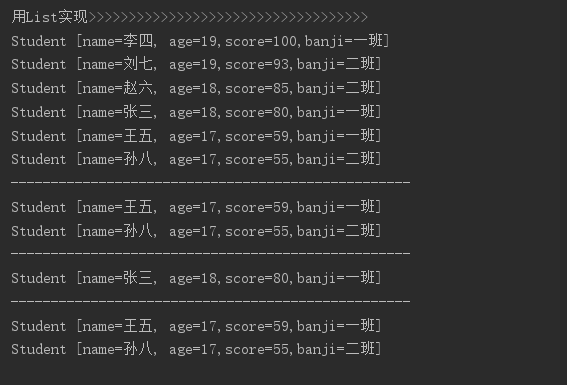 用List实现>>>>>>>>>>>>>>>>>>>>>>>>>>>>>>>>>>>
Student [name=李四, age=19,score=100,banji=一班]
Student [name=刘七, age=19,score=93,banji=二班]
Student [name=赵六, age=18,score=85,banji=二班]
Student [name=张三, age=18,score=80,banji=一班]
Student [name=王五, age=17,score=59,banji=一班]
Student [name=孙八, age=17,score=55,banji=二班]
--------------------------------------------------
Student [name=王五, age=17,score=59,banji=一班]
Student [name=孙八, age=17,score=55,banji=二班]
--------------------------------------------------
Student [name=张三, age=18,score=80,banji=一班]
--------------------------------------------------
Student [name=王五, age=17,score=59,banji=一班]
Student [name=孙八, age=17,score=55,banji=二班]